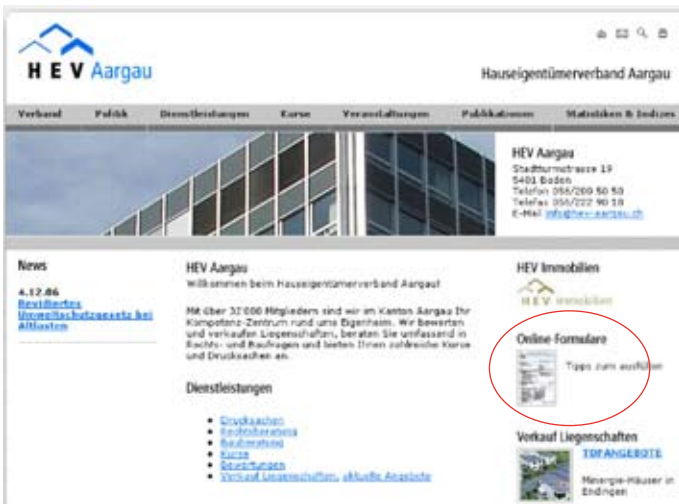 HEV Aargau
Hauseigentümerverband Aargau
Verband Politik Dienstleistungen Kurse Veranstaltungen Publikationen Statistiken & Indizes
HEV Aargau
Stadtturmstrasse 19
5401 Baden
Telefon 056/200 50 50
Telefax 056/222 90 18
E-Mail info@hev-aargau.ch
News
4.12.06
Revidiertes
Umweltschutzgesetz bei
Altlasten
HEV Aargau
Willkommen beim Hauseigentümerverband Aargau!
Mit über 32'000 Mitgliedern sind wir im Kanton Aargau Ihr
Kompetenz-Zentrum rund ums Eigenheim. Wir bewerten
und verkaufen Liegenschaften, beraten Sie umfassend in
Rechts- und Baufragen und bieten Ihnen zahlreiche Kurse
und Drucksachen an.
Dienstleistungen
Drucksachen
Rechtsberatung
Bauberatung
Kurse
Bewertungen
Verkauf Liegenschaften, aktuelle Angebote
HEV Immobilien
HEV immobilien
Online-Formulare
Tipps zum ausfüllen
Verkauf Liegenschaften
TOPANGEBOTE
Minergie-Häuser in
Endingen